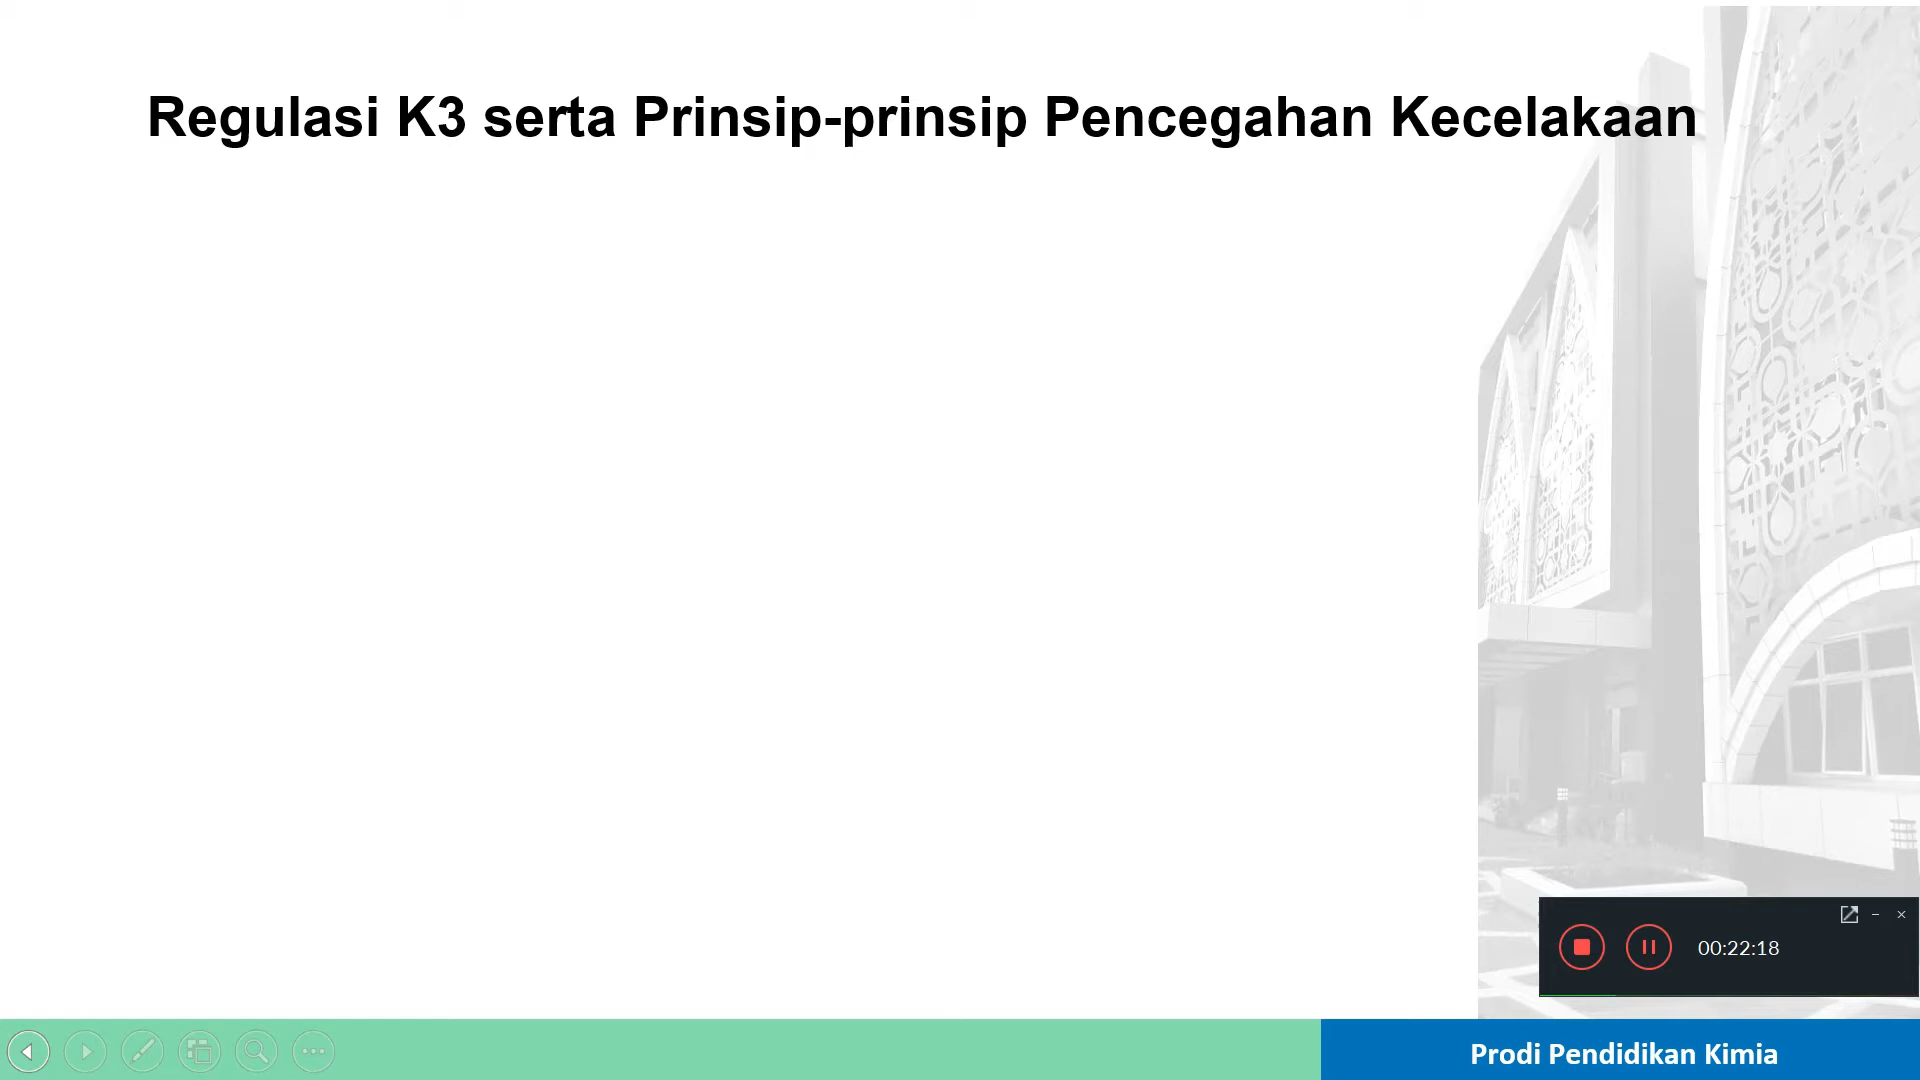 Regulasi K3 serta Prinsip-prinsip Pencegahan Kecelakaan
00:22:18
Prodi Pendidikan Kimia